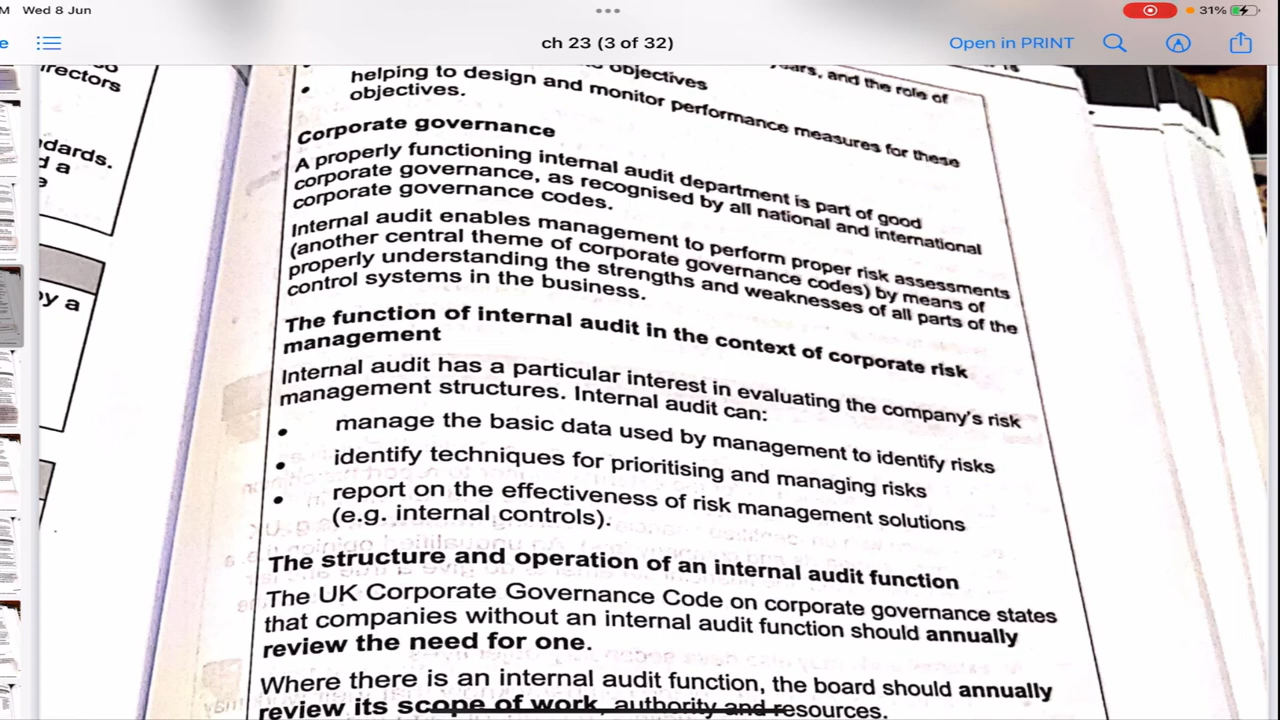 Wed 8 Jun
31%
ch 23 (3 of 32)
Open in PRINT
objectives
ars, and the role of
helping to design and monitor performance measures for these
objectives.
Corporate governance
A properly functioning internal audit department is part of good
corporate governance, as recognised by all national and international
corporate governance codes.
Internal audit enables management to perform proper risk assessments
(another central theme of corporate governance codes) by means of
properly understanding the strengths and weaknesses of all parts of the
control systems in the business.
The function of internal audit in the context of corporate risk
management
Internal audit has a particular interest in evaluating the company's risk
management structures. Internal audit can:
• manage the basic data used by management to identify risks
• identify techniques for prioritising and managing risks
• report on the effectiveness of risk management solutions
(e.g. internal controls).
The structure and operation of an internal audit function
The UK Corporate Governance Code on corporate governance states
that companies without an internal audit function should annually
review the need for one.
Where there is an internal audit function, the board should annually
review its scope of work, authority and resources.
rectors
dards.
d a
by a